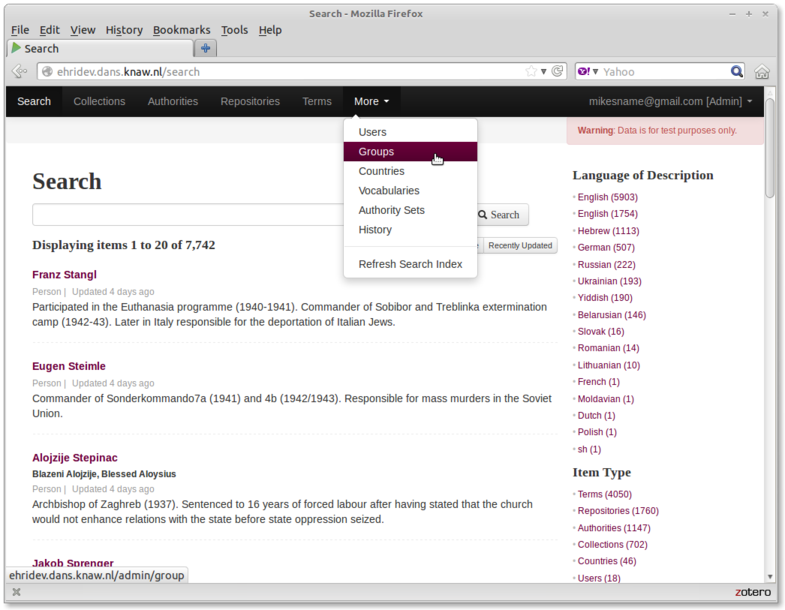 Search - Mozilla Firefox
File Edit View History Bookmarks Tools Help
Search
ehridev.dans.knaw.nl/search
Yahoo
Search Collections Authorities Repositories Terms More mikesname@gmail.com [Admin]
Users
Groups
Countries
Vocabularies
Authority Sets
History
Refresh Search Index
Warning: Data is for test purposes only.
Search
Search
Displaying items 1 to 20 of 7,742
Recently Updated
Franz Stangl
Person | Updated 4 days ago
Participated in the Euthanasia programme (1940-1941). Commander of Sobibor and Treblinka extermination
camp (1942-43). Later in Italy responsible for the deportation of Italian Jews.
Eugen Steimle
Person | Updated 4 days ago
Commander of Sonderkommando7a (1941) and 4b (1942/1943). Responsible for mass murders in the Soviet
Union.
Alojzije Stepinac
Blazeni Alojzije, Blessed Aloysius
Person | Updated 4 days ago
Archbishop of Zaghreb (1937). Sentenced to 16 years of forced labour after having stated that the church
would not enhance relations with the state before state oppression seized.
Jakob Sprenger
Language of Description
English (5903)
English (1754)
Hebrew (1113)
German (507)
Russian (222)
Ukrainian (193)
Yiddish (190)
Belarusian (146)
Slovak (16)
Romanian (14)
Lithuanian (10)
French (1)
Moldavian (1)
Dutch (1)
Polish (1)
sh (1)
Item Type
Terms (4050)
Repositories (1760)
Authorities (1147)
Collections (702)
Countries (46)
Users (18)
ehridev.dans.knaw.nl/admin/group
zotero